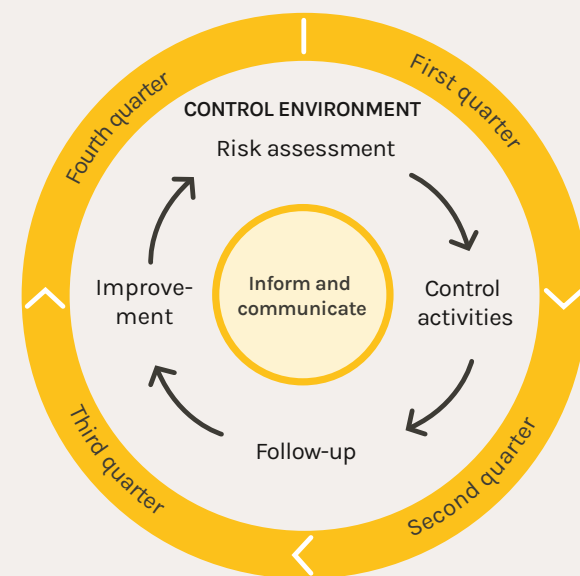 Fourth quarter
First quarter
CONTROL ENVIRONMENT
Risk assessment
Improve-
ment
Inform and
communicate
Control
activities
Follow-up
Third quarter
Second quarter